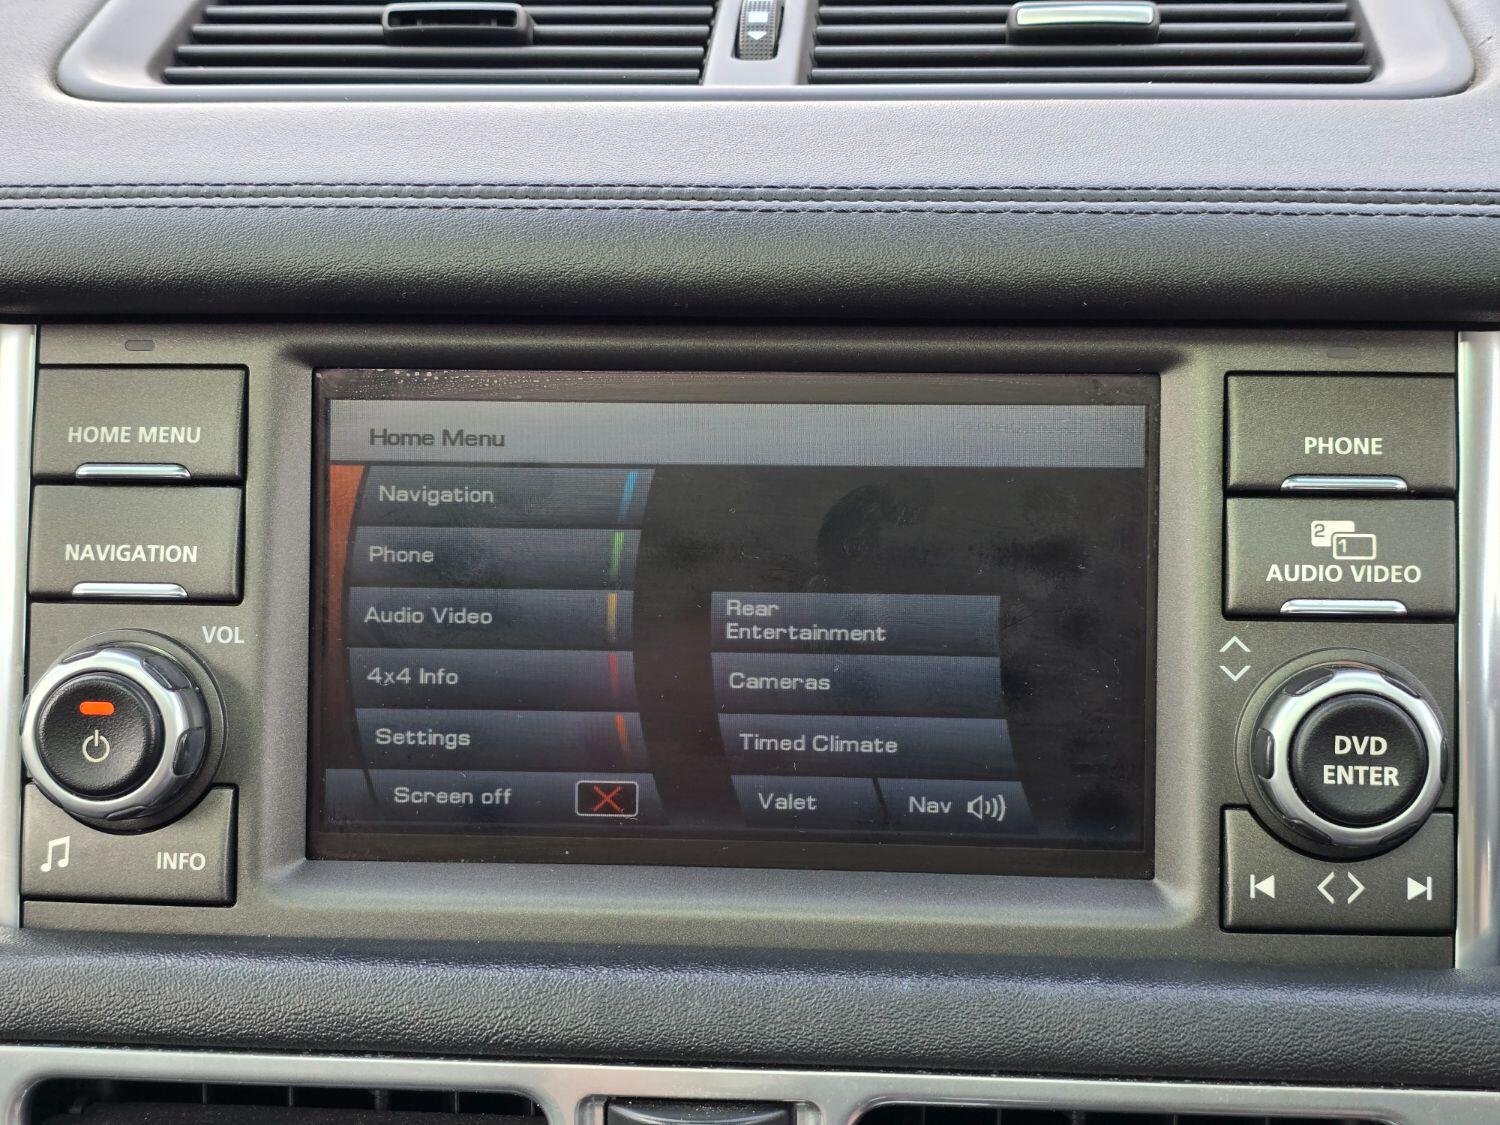 HOME MENU
NAVIGATION
VOL
INFO
Home Menu
Navigation
Phone
Audio Video
4x4 Info
Settings
Screen off
Rear
Entertainment
Cameras
Timed Climate
Valet
Nav
PHONE
2
1
AUDIO VIDEO
DVD
ENTER